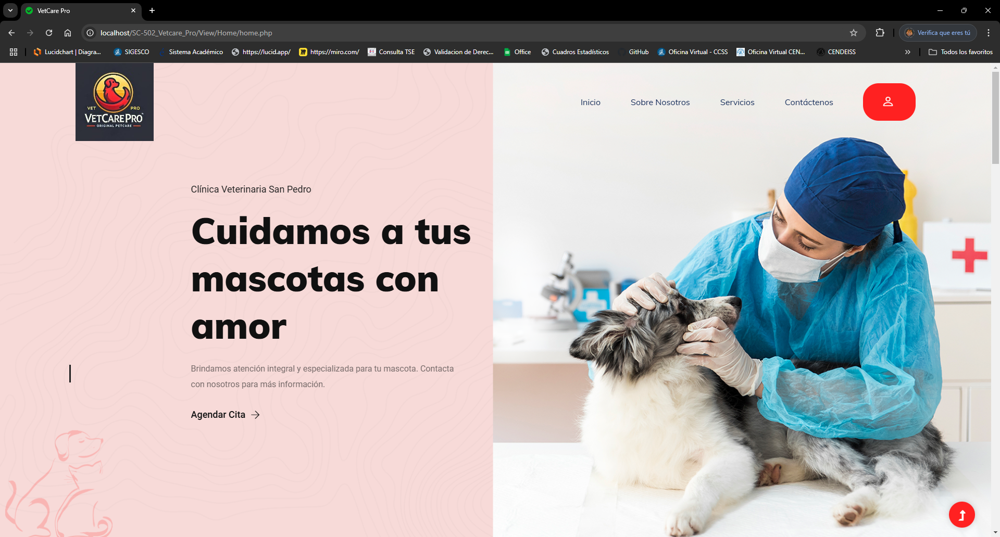 VetCare Pro
localhost/SC-502_Vetcare_Pro/View/Home/home.php
Verifica que eres tú
Lucidchart | Diagra...
SIGESCO
Sistema Académico
https://lucid.app/
https://miro.com/
Consulta TSE
Validacion de Derec...
Office
Cuadros Estadísticos
GitHub
Oficina Virtual - CCSS
Oficina Virtual CEN...
CENDEISS
Todos los favoritos
VET PRO
VETCARE PRO
ORIGINAL PETCARE
Inicio
Sobre Nosotros
Servicios
Contáctenos
Clínica Veterinaria San Pedro
Cuidamos a tus
mascotas con
amor
Brindamos atención integral y especializada para tu mascota. Contacta
con nosotros para más información.
Agendar Cita